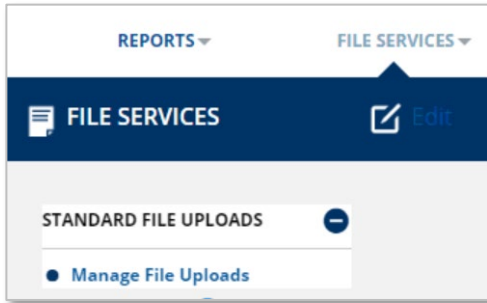 REPORTS FILE SERVICES
FILE SERVICES Edit
STANDARD FILE UPLOADS
Manage File Uploads